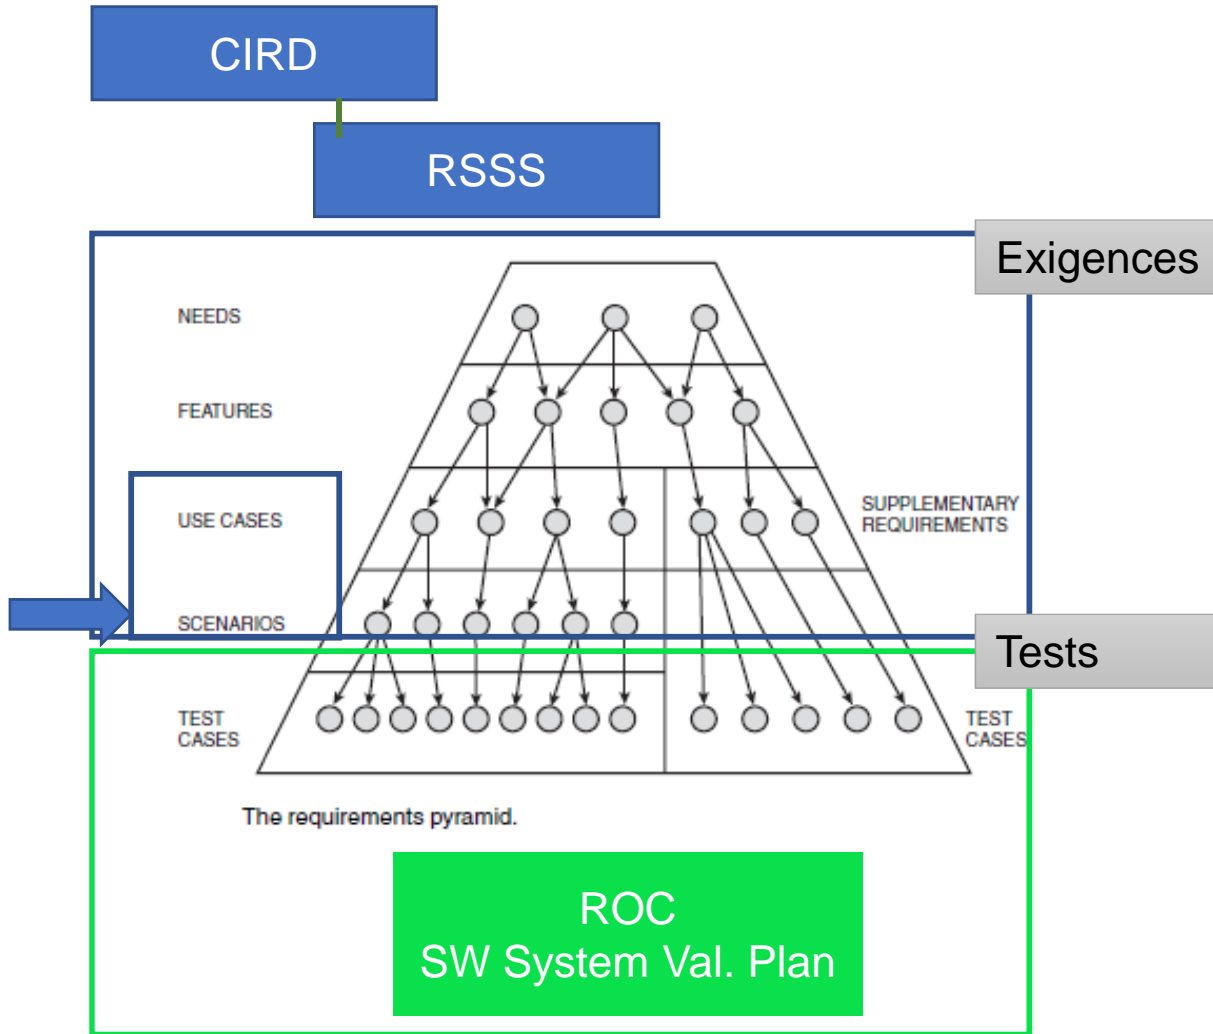 CIRD
RSSS
Exigences
NEEDS
FEATURES
USE CASES
SUPPLEMENTARY
REQUIREMENTS
SCENARIOS
Tests
TEST
CASES
TEST
CASES
The requirements pyramid.
ROC
SW System Val. Plan